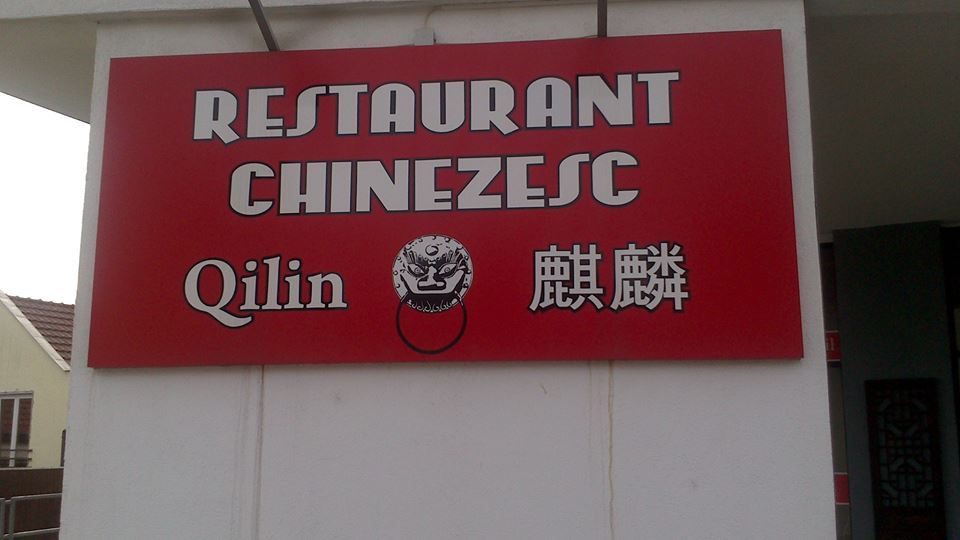 RESTAURANT
CHINEZESC
Qilin 麒麟